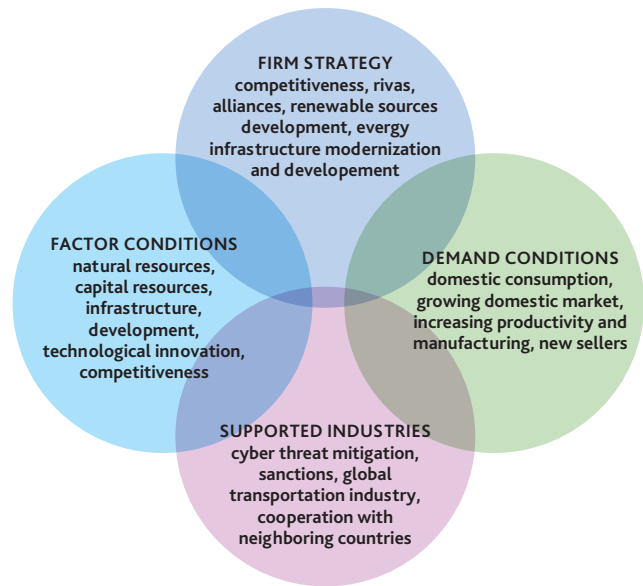 FIRM STRATEGY
competitiveness, rivas,
alliances, renewable sources
development, evergy
infrastructure modernization
and developement
FACTOR CONDITIONS
natural resources,
capital resources,
infrastructure,
development,
technological innovation,
competitiveness
DEMAND CONDITIONS
domestic consumption,
growing domestic market,
increasing productivity and
manufacturing, new sellers
SUPPORTED INDUSTRIES
cyber threat mitigation,
sanctions, global
transportation industry,
cooperation with
neighboring countries